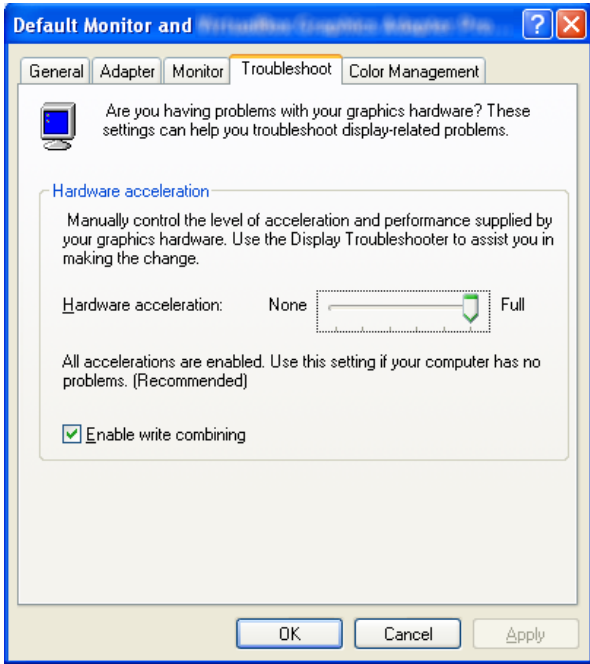 Default Monitor and
General Adapter Monitor Troubleshoot Color Management
Are you having problems with your graphics hardware? These
settings can help you troubleshoot display-related problems.
Hardware acceleration
Manually control the level of acceleration and performance supplied by
your graphics hardware. Use the Display Troubleshooter to assist you in
making the change.
Hardware acceleration: None Full
All accelerations are enabled. Use this setting if your computer has no
problems. (Recommended)
Enable write combining
OK Cancel Apply